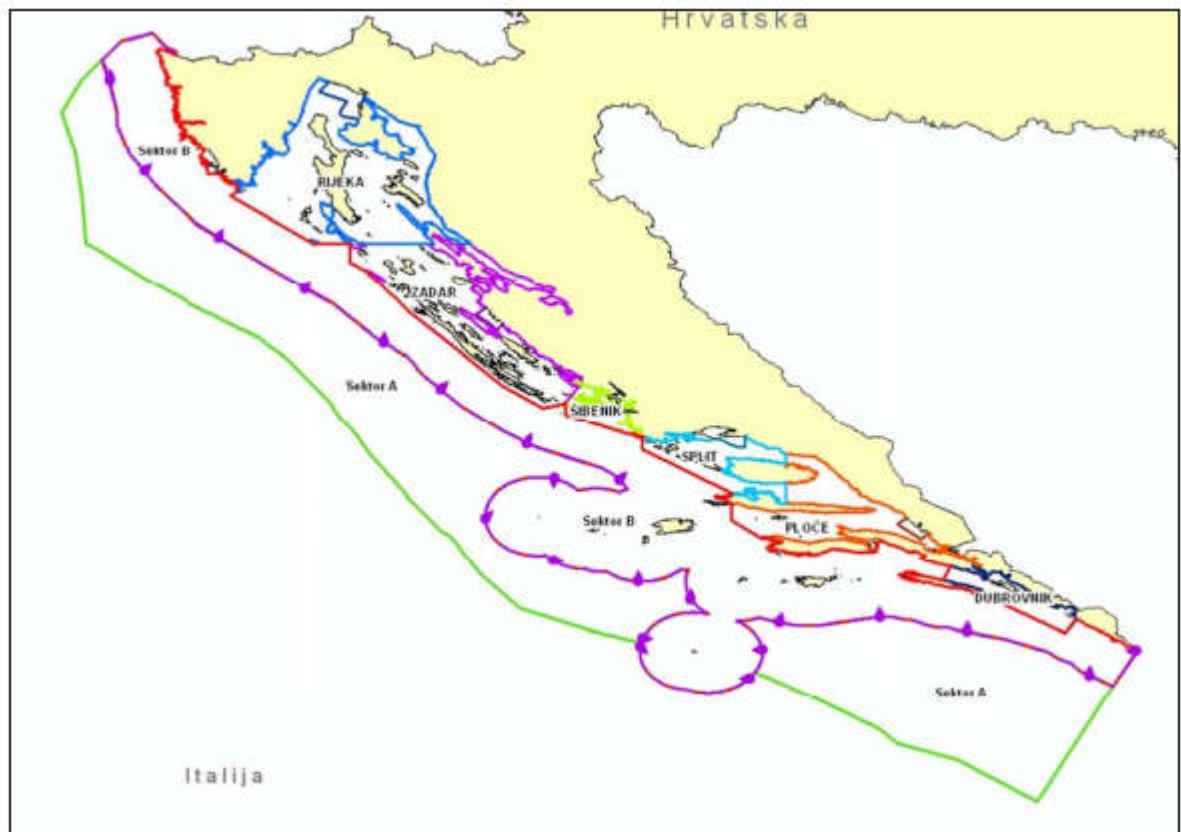 Hrvatska
Sektor B
RIJEKA
ZADAR
Sektor A
ŠIBENIK
SPLIT
Sektor B
PLOČE
DUBROVNIK
Sektor A
Italija